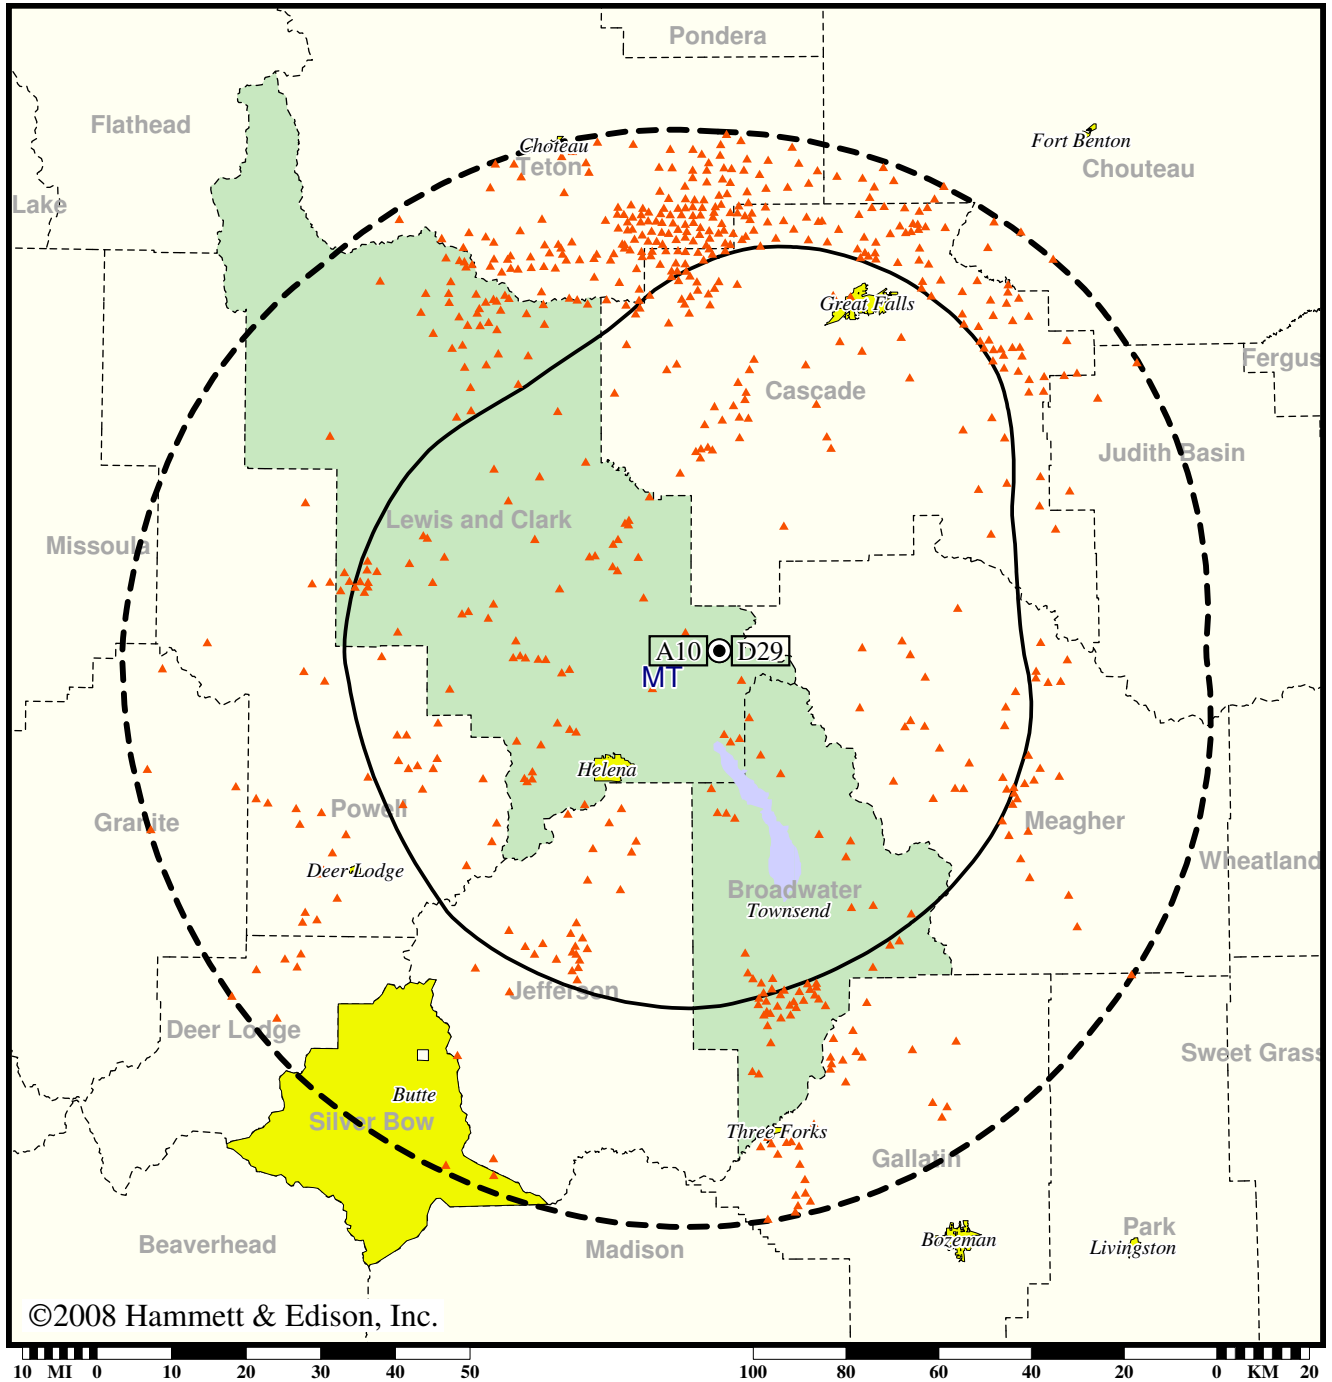 Pondera
Flathead
Choteau
Teton
Fort Benton
Chouteau
Lake
Great Falls
Fergus
Cascade
Judith Basin
Lewis and Clark
Missoula
A10
D29
MT
Helena
Powell
Granite
Meagher
Deer Lodge
Wheatland
Broadwater
Townsend
Jefferson
Deer Lodge
Sweet Grass
Butte
Silver Bow
Three Forks
Gallatin
Beaverhead
Madison
Bozeman
Park
Livingston
©2008 Hammett & Edison, Inc.
10 MI 0 10 20 30 40 50 100 80 60 40 20 0 KM 20